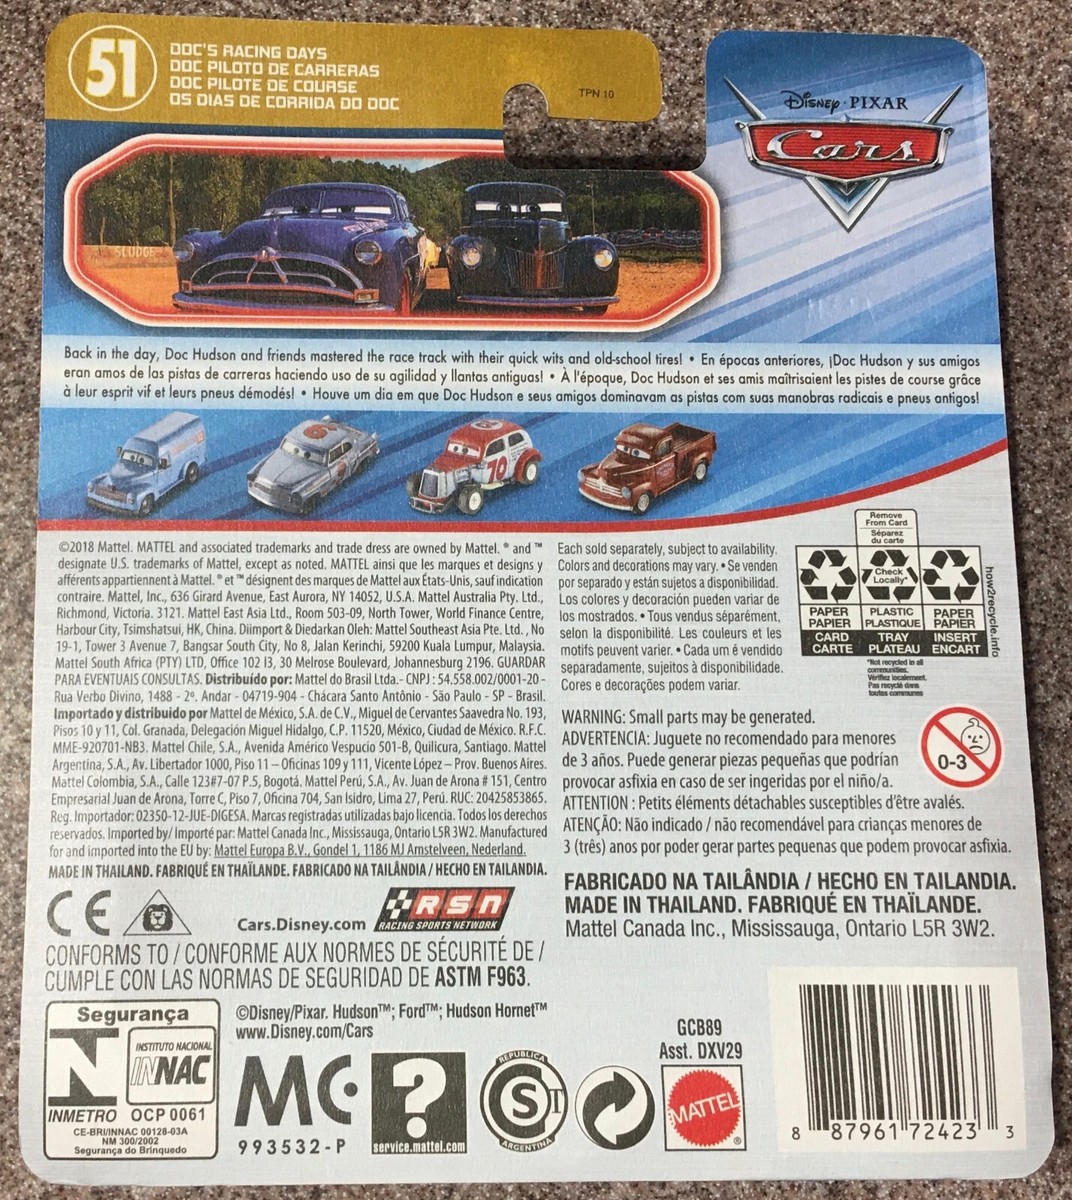 51
DOC'S RACING DAYS
DOC PILOTO DE CARRERAS
DOC PILOTE DE COURSE
OS DIAS DE CORRIDA DO DOC
TPN 10
Disney · PIXAR
Cars
SLUDGE
Back in the day, Doc Hudson and friends mastered the race track with their quick wits and old-school tires! • En épocas anteriores, ¡Doc Hudson y sus amigos
eran amos de las pistas de carreras haciendo uso de su agilidad y llantas antiguas! • À l'époque, Doc Hudson et ses amis maîtrisaient les pistes de course grâce
à leur esprit vif et leurs pneus démodés! • Houve um dia em que Doc Hudson e seus amigos dominavam as pistas com suas manobras radicais e pneus antigos!
6
70
©2018 Mattel. MATTEL and associated trademarks and trade dress are owned by Mattel. ® and ™
designate U.S. trademarks of Mattel, except as noted. MATTEL ainsi que les marques et designs y
afférents appartiennent à Mattel. ® et ™ désignent des marques de Mattel aux États-Unis, sauf indication
contraire. Mattel, Inc., 636 Girard Avenue, East Aurora, NY 14052, U.S.A. Mattel Australia Pty. Ltd.,
Richmond, Victoria. 3121. Mattel East Asia Ltd., Room 503-09, North Tower, World Finance Centre,
Harbour City, Tsimshatsui, HK, China. Diimport & Diedarkan Oleh: Mattel Southeast Asia Pte. Ltd., No
19-1, Tower 3 Avenue 7, Bangsar South City, No 8, Jalan Kerinchi, 59200 Kuala Lumpur, Malaysia.
Mattel South Africa (PTY) LTD, Office 102 I3, 30 Melrose Boulevard, Johannesburg 2196. GUARDAR
PARA EVENTUAIS CONSULTAS. Distribuído por: Mattel do Brasil Ltda.- CNPJ : 54.558.002/0001-20 -
Rua Verbo Divino, 1488 - 2º. Andar - 04719-904 - Chácara Santo Antônio - São Paulo - SP - Brasil.
Importado y distribuido por Mattel de México, S.A. de C.V., Miguel de Cervantes Saavedra No. 193,
Pisos 10 y 11, Col. Granada, Delegación Miguel Hidalgo, C.P. 11520, México, Ciudad de México. R.F.C.
MME-920701-NB3. Mattel Chile, S.A., Avenida Américo Vespucio 501-B, Quilicura, Santiago. Mattel
Argentina, S.A., Av. Libertador 1000, Piso 11 – Oficinas 109 y 111, Vicente López – Prov. Buenos Aires.
Mattel Colombia, S.A., Calle 123#7-07 P.5, Bogotá. Mattel Perú, S.A., Av. Juan de Arona # 151, Centro
Empresarial Juan de Arona, Torre C, Piso 7, Oficina 704, San Isidro, Lima 27, Perú. RUC: 20425853865.
Reg. Importador: 02350-12-JUE-DIGESA. Marcas registradas utilizadas bajo licencia. Todos los derechos
reservados. Imported by/ Importé par: Mattel Canada Inc., Mississauga, Ontario L5R 3W2. Manufactured
for and imported into the EU by: Mattel Europa B.V., Gondel 1, 1186 MJ Amstelveen, Nederland.
MADE IN THAILAND. FABRIQUÉ EN THAÏLANDE. FABRICADO NA TAILÂNDIA / HECHO EN TAILANDIA.
CE
Cars.Disney.com
RSN
RACING SPORTS NETWORK
CONFORMS TO / CONFORME AUX NORMES DE SÉCURITÉ DE /
CUMPLE CON LAS NORMAS DE SEGURIDAD DE ASTM F963.
Each sold separately, subject to availability.
Colors and decorations may vary. • Se venden
por separado y están sujetos a disponibilidad.
Los colores y decoración pueden variar de
los mostrados. • Tous vendus séparément,
selon la disponibilité. Les couleurs et les
motifs peuvent varier. • Cada um é vendido
separadamente, sujeitos à disponibilidade.
Cores e decorações podem variar.
Remove
From Card
Séparez
du carte
Check
Locally*
PAPER
PAPIER
CARD
CARTE
PLASTIC
PLASTIQUE
TRAY
PLATEAU
PAPER
PAPIER
INSERT
ENCART
*Not recycled in all
communities.
Vérifiez localement.
Pas recyclé dans
toutes communes
how2recycle.info
WARNING: Small parts may be generated.
ADVERTENCIA: Juguete no recomendado para menores
de 3 años. Puede generar piezas pequeñas que podrían
provocar asfixia en caso de ser ingeridas por el niño/a.
ATTENTION : Petits éléments détachables susceptibles d'être avalés.
ATENÇÃO: Não indicado / não recomendável para crianças menores de
3 (três) anos por poder gerar partes pequenas que podem provocar asfixia.
0-3
FABRICADO NA TAILÂNDIA / HECHO EN TAILANDIA.
MADE IN THAILAND. FABRIQUÉ EN THAÏLANDE.
Mattel Canada Inc., Mississauga, Ontario L5R 3W2.
Segurança
INSTITUTO NACIONAL
INNAC
INMETRO OCP 0061
CE-BRI/INNAC 00128-03A
NM 300/2002
Segurança do Brinquedo
©Disney/Pixar. Hudson™; Ford™; Hudson Hornet™
www.Disney.com/Cars
MC
993532-P
?
service.mattel.com
REPUBLICA
S T
ARGENTINA
GCB89
Asst. DXV29
MATTEL
®
8 87961 72423 3